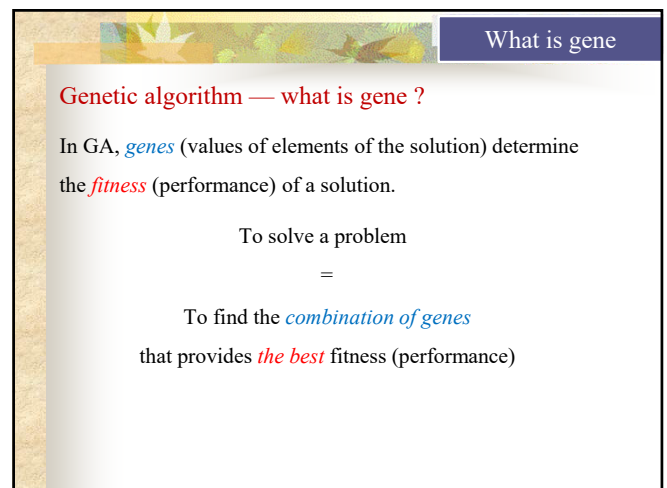 What is gene
Genetic algorithm — what is gene ?
In GA, genes (values of elements of the solution) determine
the fitness (performance) of a solution.
To solve a problem
=
To find the combination of genes
that provides the best fitness (performance)